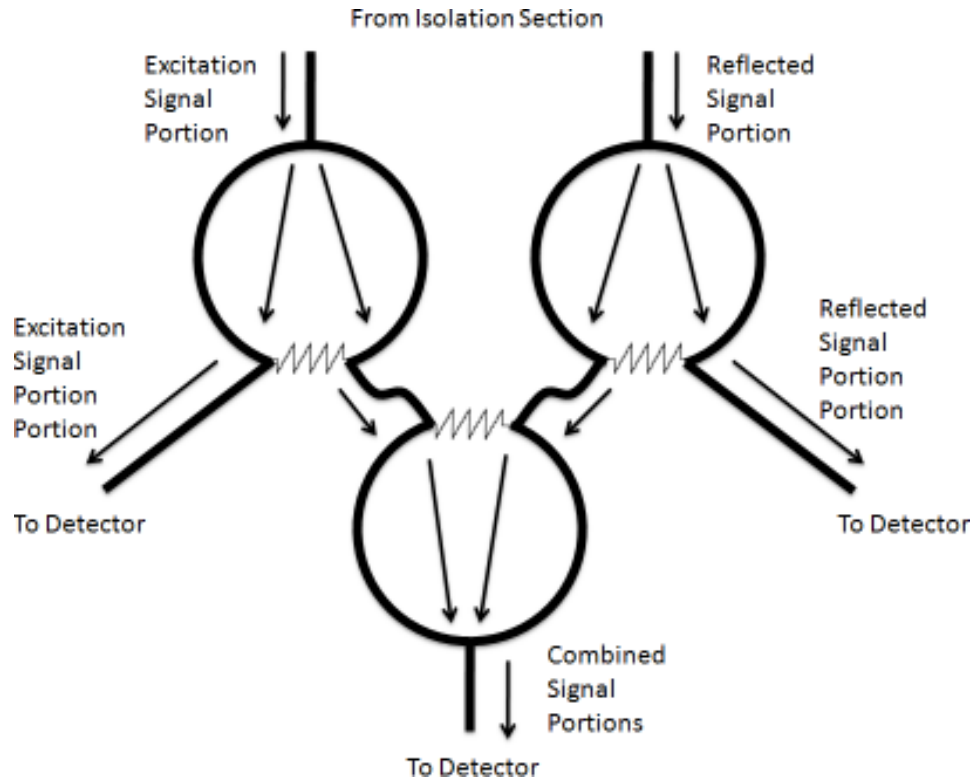 From Isolation Section
Excitation
Signal
Portion
Reflected
Signal
Portion
Excitation
Signal
Portion
Portion
Reflected
Signal
Portion
Portion
To Detector
To Detector
Combined
Signal
Portions
To Detector